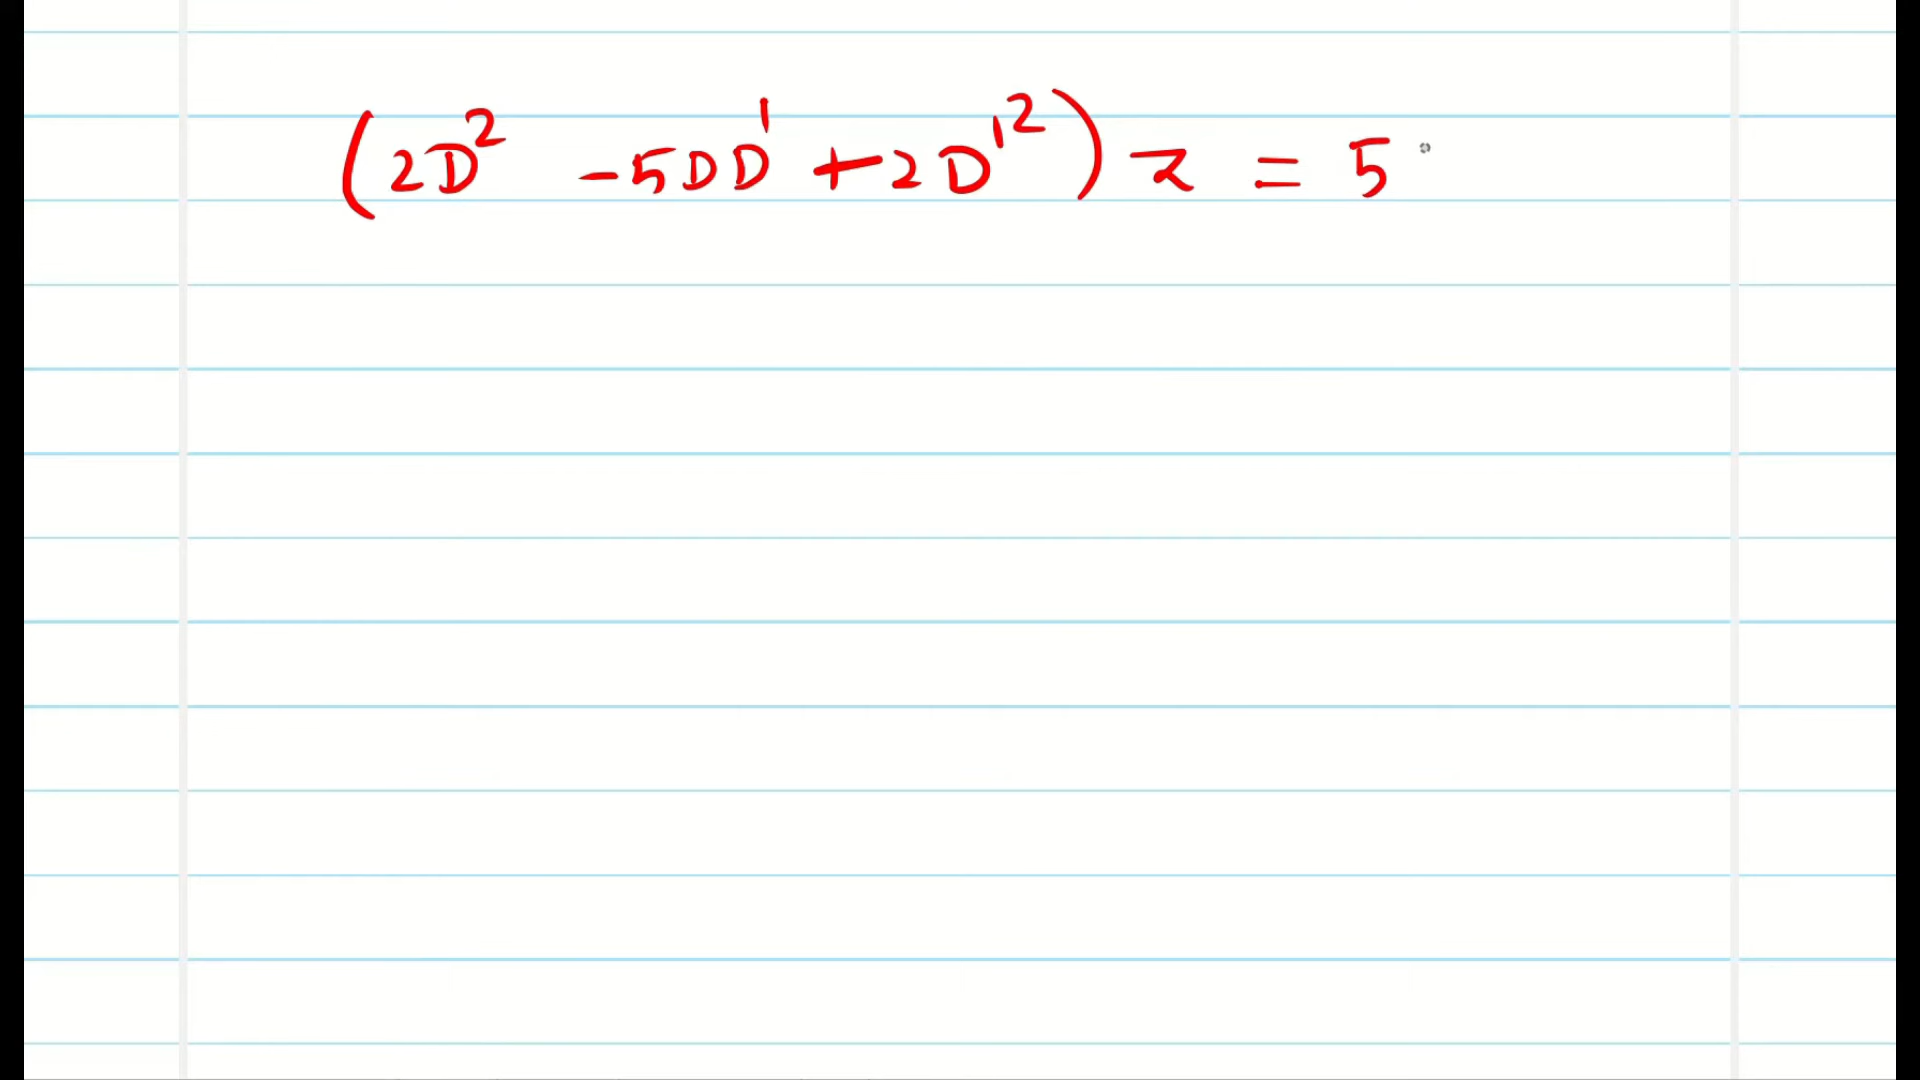 (2D² - 5DD' + 2D'²) z = 5